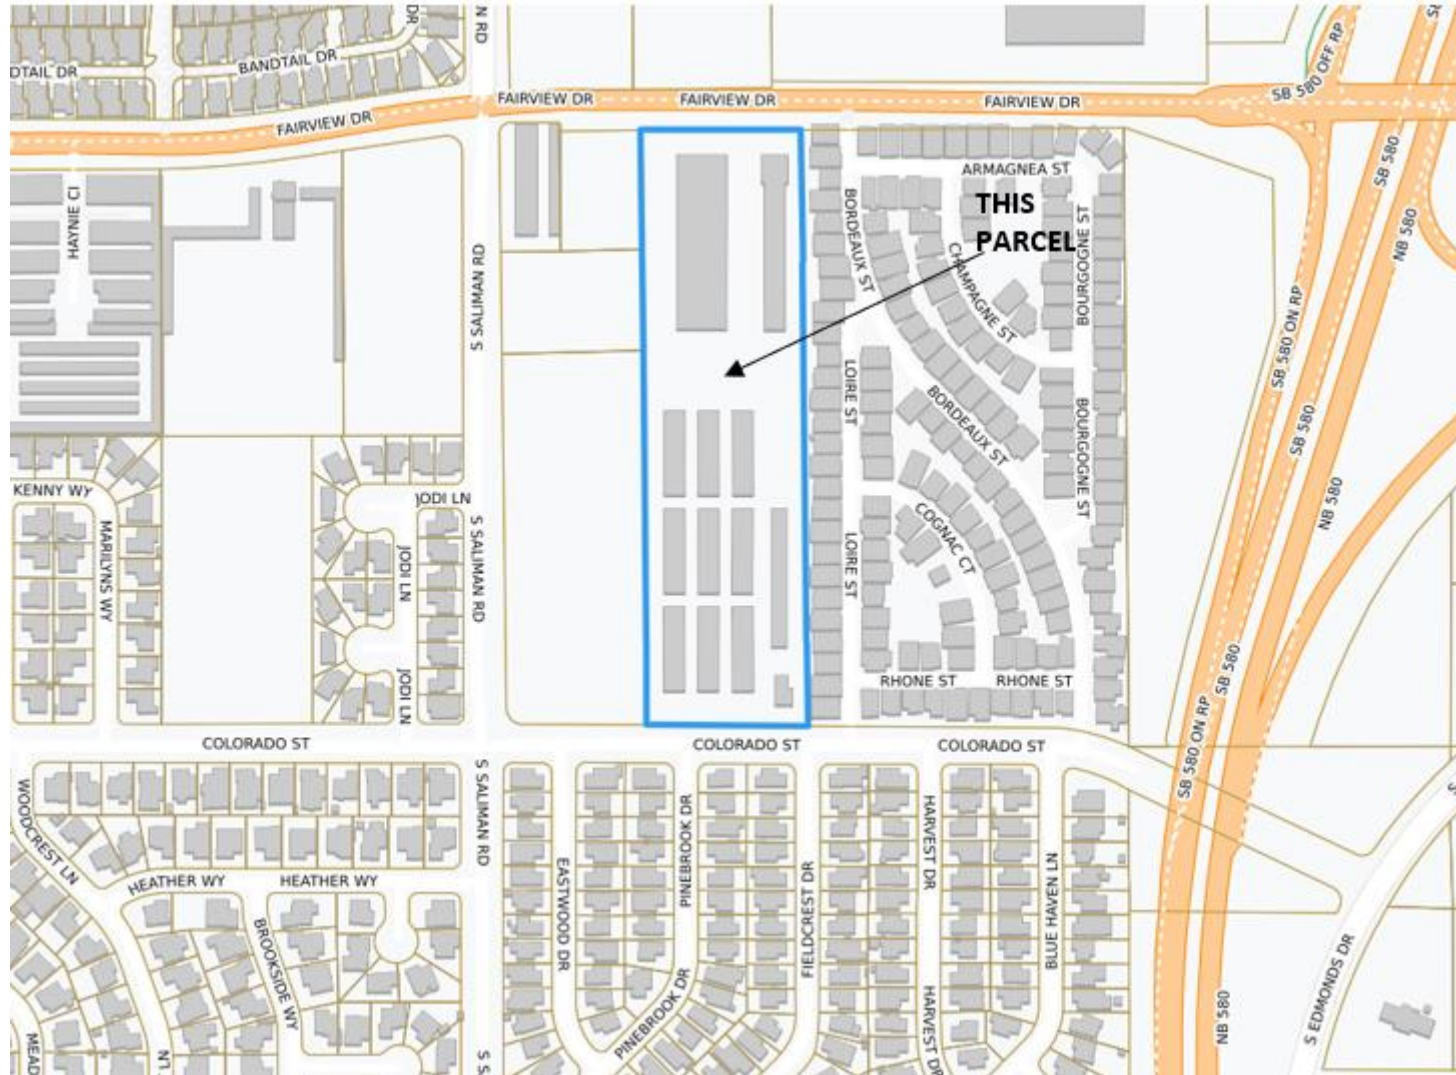 DR
N RD
DTAIL DR
BANDTAIL DR
SB 580 OFF RP
FAIRVIEW DR
FAIRVIEW DR
FAIRVIEW DR
FAIRVIEW DR
SB 580
ARMAGNEA ST
HAYNIE CI
THIS
PARCEL
BORDEAUX ST
BOURGOGNE ST
NB 580
S SALIMAN RD
CHAMPAGNE ST
SB 580 ON RP
LOIRE ST
BORDEAUX ST
BOURGOGNE ST
SB 580
KENNY WY
JODI LN
NB 580
MARILYNS WY
JODI LN
S SALIMAN RD
LOIRE ST
COGNAC CT
JODI LN
RHONE ST
RHONE ST
SB 580
COLORADO ST
COLORADO ST
COLORADO ST
SB 580 ON RP
WOODCREST LN
S SALIMAN RD
PINEBROOK DR
HARVEST DR
HEATHER WY
HEATHER WY
EASTWOOD DR
FIELDCREST DR
BLUE HAVEN LN
BROOKSIDE WY
S EDMONDS DR
PINEBROOK DR
HARVEST DR
NB 580
MEAD
LN
S S